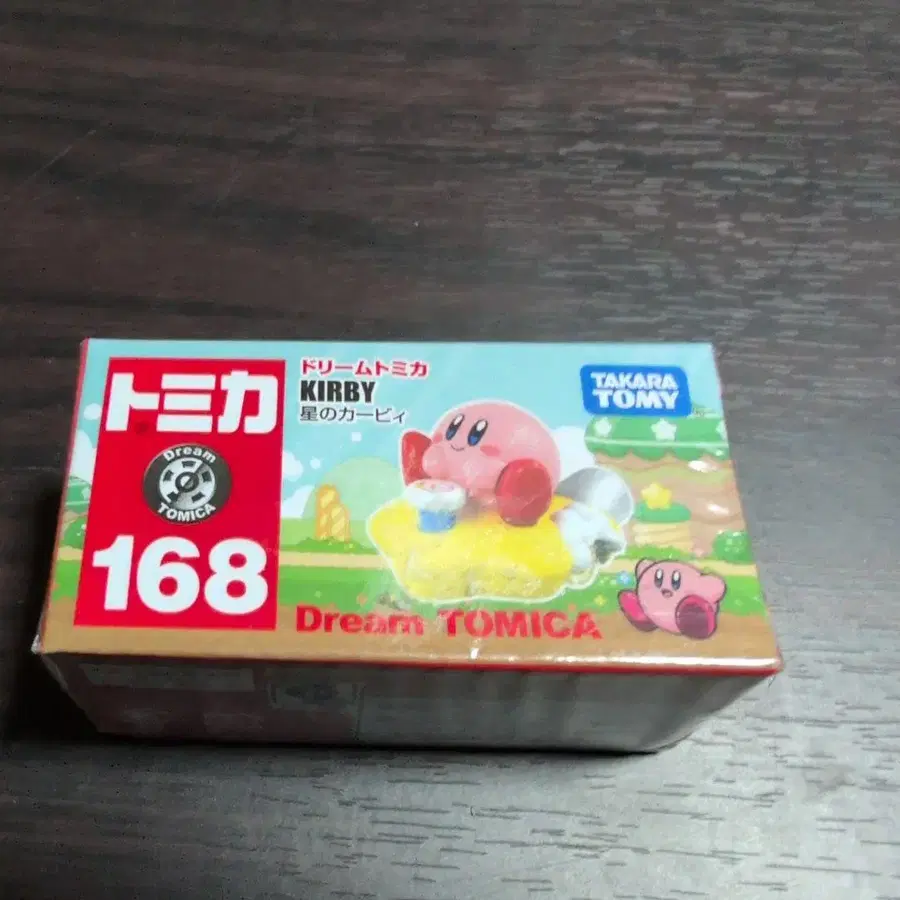 トミカ
Dream
TOMICA
168
ドリームトミカ
KIRBY
星のカービィ
TAKARA
TOMY
Dream TOMICA